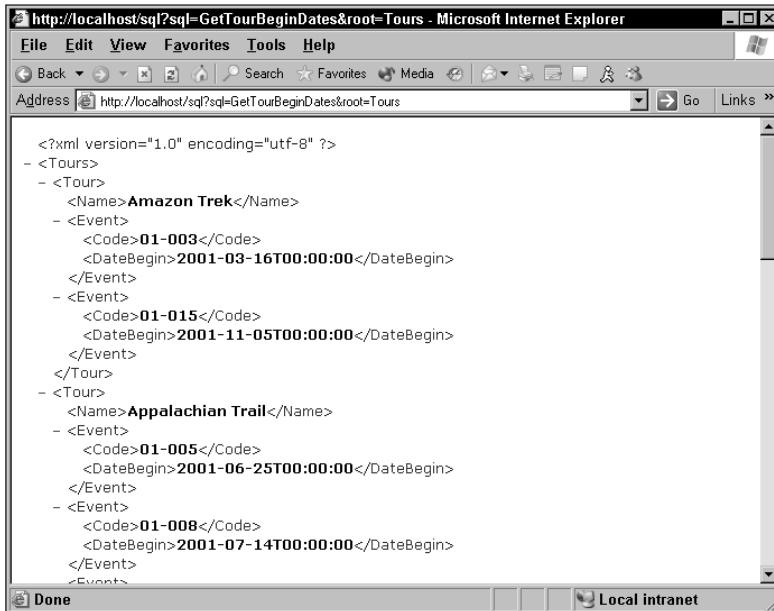 http://localhost/sql?sql=GetTourBeginDates&root=Tours - Microsoft Internet Explorer
File Edit View Favorites Tools Help
Back Search Favorites Media
Address http://localhost/sql?sql=GetTourBeginDates&root=Tours Go Links »
<?xml version="1.0" encoding="utf-8" ?>
– <Tours>
– <Tour>
<Name>Amazon Trek</Name>
– <Event>
<Code>01-003</Code>
<DateBegin>2001-03-16T00:00:00</DateBegin>
</Event>
– <Event>
<Code>01-015</Code>
<DateBegin>2001-11-05T00:00:00</DateBegin>
</Event>
</Tour>
– <Tour>
<Name>Appalachian Trail</Name>
– <Event>
<Code>01-005</Code>
<DateBegin>2001-06-25T00:00:00</DateBegin>
</Event>
– <Event>
<Code>01-008</Code>
<DateBegin>2001-07-14T00:00:00</DateBegin>
</Event>
<Event>
Done Local intranet